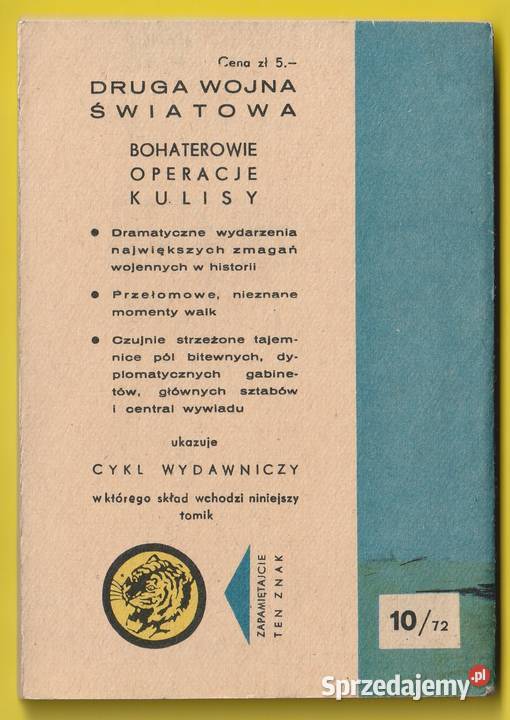 Cena zł 5.—
DRUGA WOJNA
ŚWIATOWA
BOHATEROWIE
OPERACJE
KULISY
● Dramatyczne wydarzenia
największych zmagań
wojennych w historii
● Przełomowe, nieznane
momenty walk
● Czujnie strzeżone tajem-
nice pól bitewnych, dy-
plomatycznych gabine-
tów, głównych sztabów
i central wywiadu
ukazuje
CYKL WYDAWNICZY
w którego skład wchodzi niniejszy
tomik
ZAPAMIĘTAJCIE
TEN ZNAK
10/72
Sprzedajemy.pl